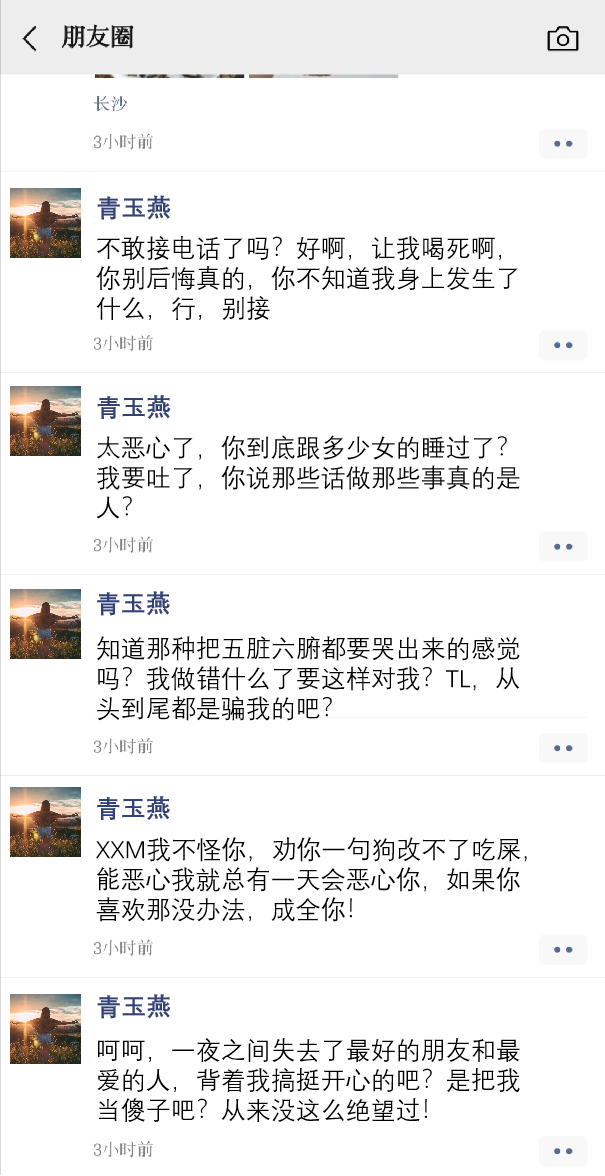 朋友圈
长沙
3小时前
青玉燕
不敢接电话了吗？好啊，让我喝死啊，
你别后悔真的，你不知道我身上发生了
什么，行，别接
3小时前
青玉燕
太恶心了，你到底跟多少女的睡过了？
我要吐了，你说那些话做那些事真的是
人？
3小时前
青玉燕
知道那种把五脏六腑都要哭出来的感觉
吗？我做错什么了要这样对我？TL，从
头到尾都是骗我的吧？
3小时前
青玉燕
XXM我不怪你，劝你一句狗改不了吃屎，
能恶心我就总有一天会恶心你，如果你
喜欢那没办法，成全你！
3小时前
青玉燕
呵呵，一夜之间失去了最好的朋友和最
爱的人，背着我搞挺开心的吧？是把我
当傻子吧？从来没这么绝望过！
3小时前